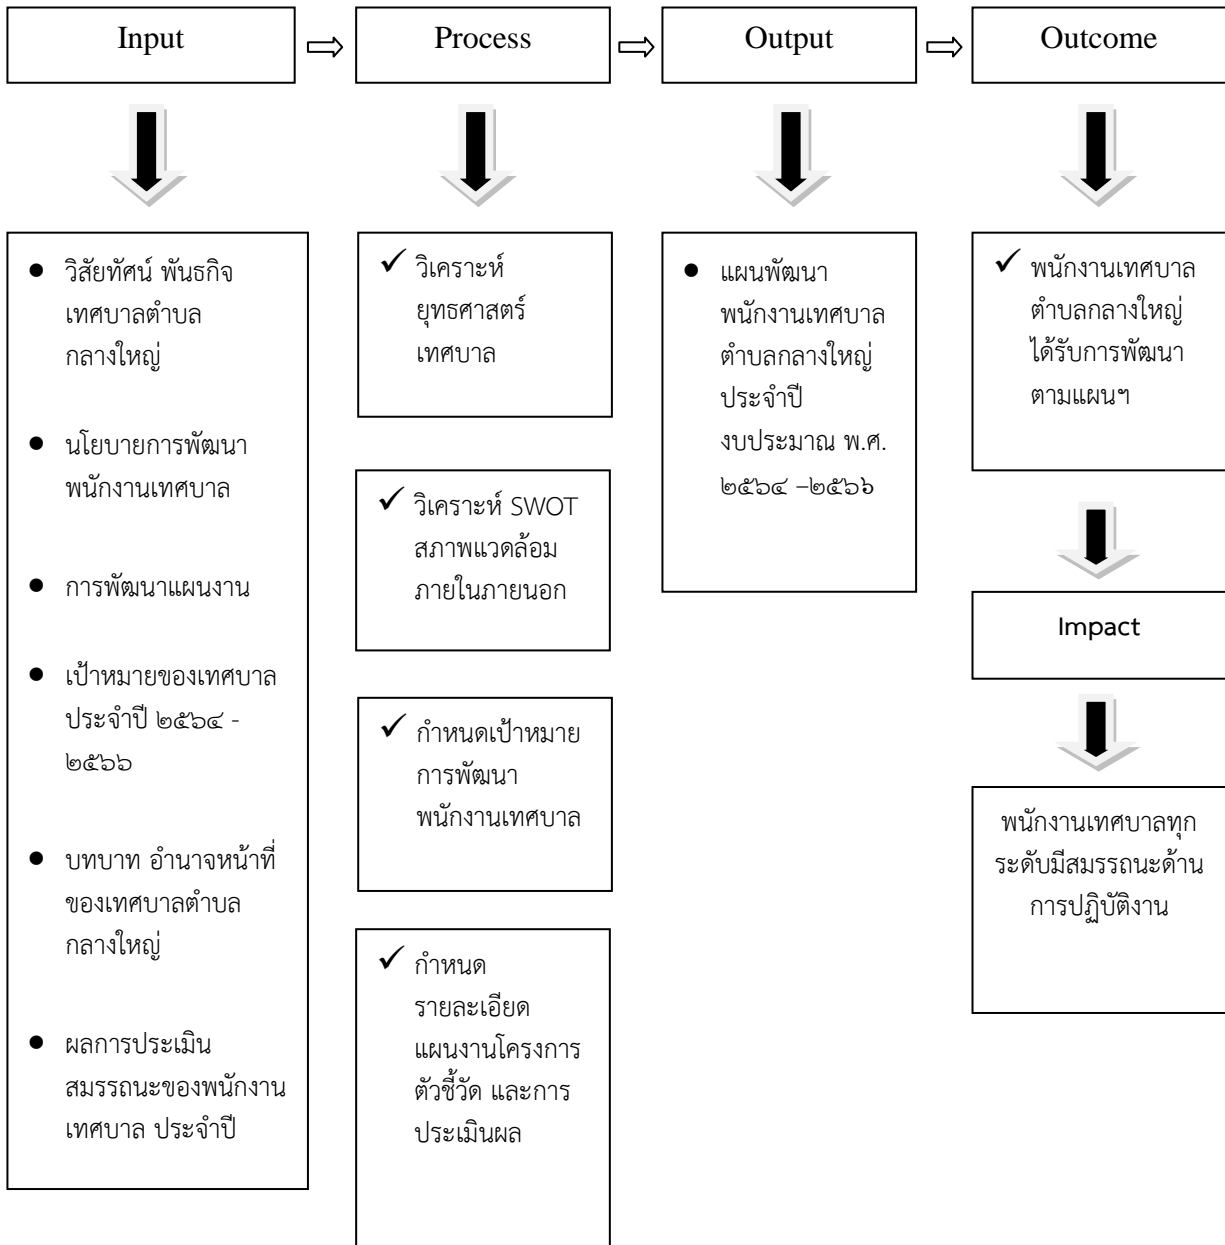 Input
Process
Output
Outcome
วิสัยทัศน์ พันธกิจ
เทศบาลตำบล
กลางใหญ่
นโยบายการพัฒนา
พนักงานเทศบาล
การพัฒนาแผนงาน
เป้าหมายของเทศบาล
ประจำปี ๒๕๖๔ -
๒๕๖๖
บทบาท อำนาจหน้าที่
ของเทศบาลตำบล
กลางใหญ่
ผลการประเมิน
สมรรถนะของพนักงาน
เทศบาล ประจำปี
วิเคราะห์
ยุทธศาสตร์
เทศบาล
วิเคราะห์ SWOT
สภาพแวดล้อม
ภายในภายนอก
กำหนดเป้าหมาย
การพัฒนา
พนักงานเทศบาล
กำหนด
รายละเอียด
แผนงานโครงการ
ตัวชี้วัด และการ
ประเมินผล
แผนพัฒนา
พนักงานเทศบาล
ตำบลกลางใหญ่
ประจำปี
งบประมาณ พ.ศ.
๒๕๖๔ –๒๕๖๖
พนักงานเทศบาล
ตำบลกลางใหญ่
ได้รับการพัฒนา
ตามแผนฯ
Impact
พนักงานเทศบาลทุก
ระดับมีสมรรถนะด้าน
การปฏิบัติงาน